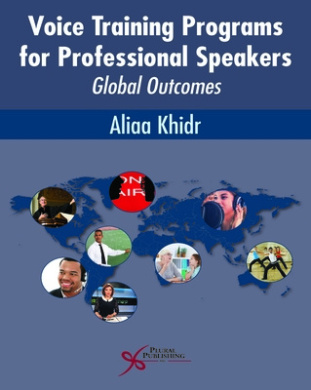 Voice Training Programs
for Professional Speakers
Global Outcomes
Aliaa Khidr
ON
AIR
PLURAL
PUBLISHING